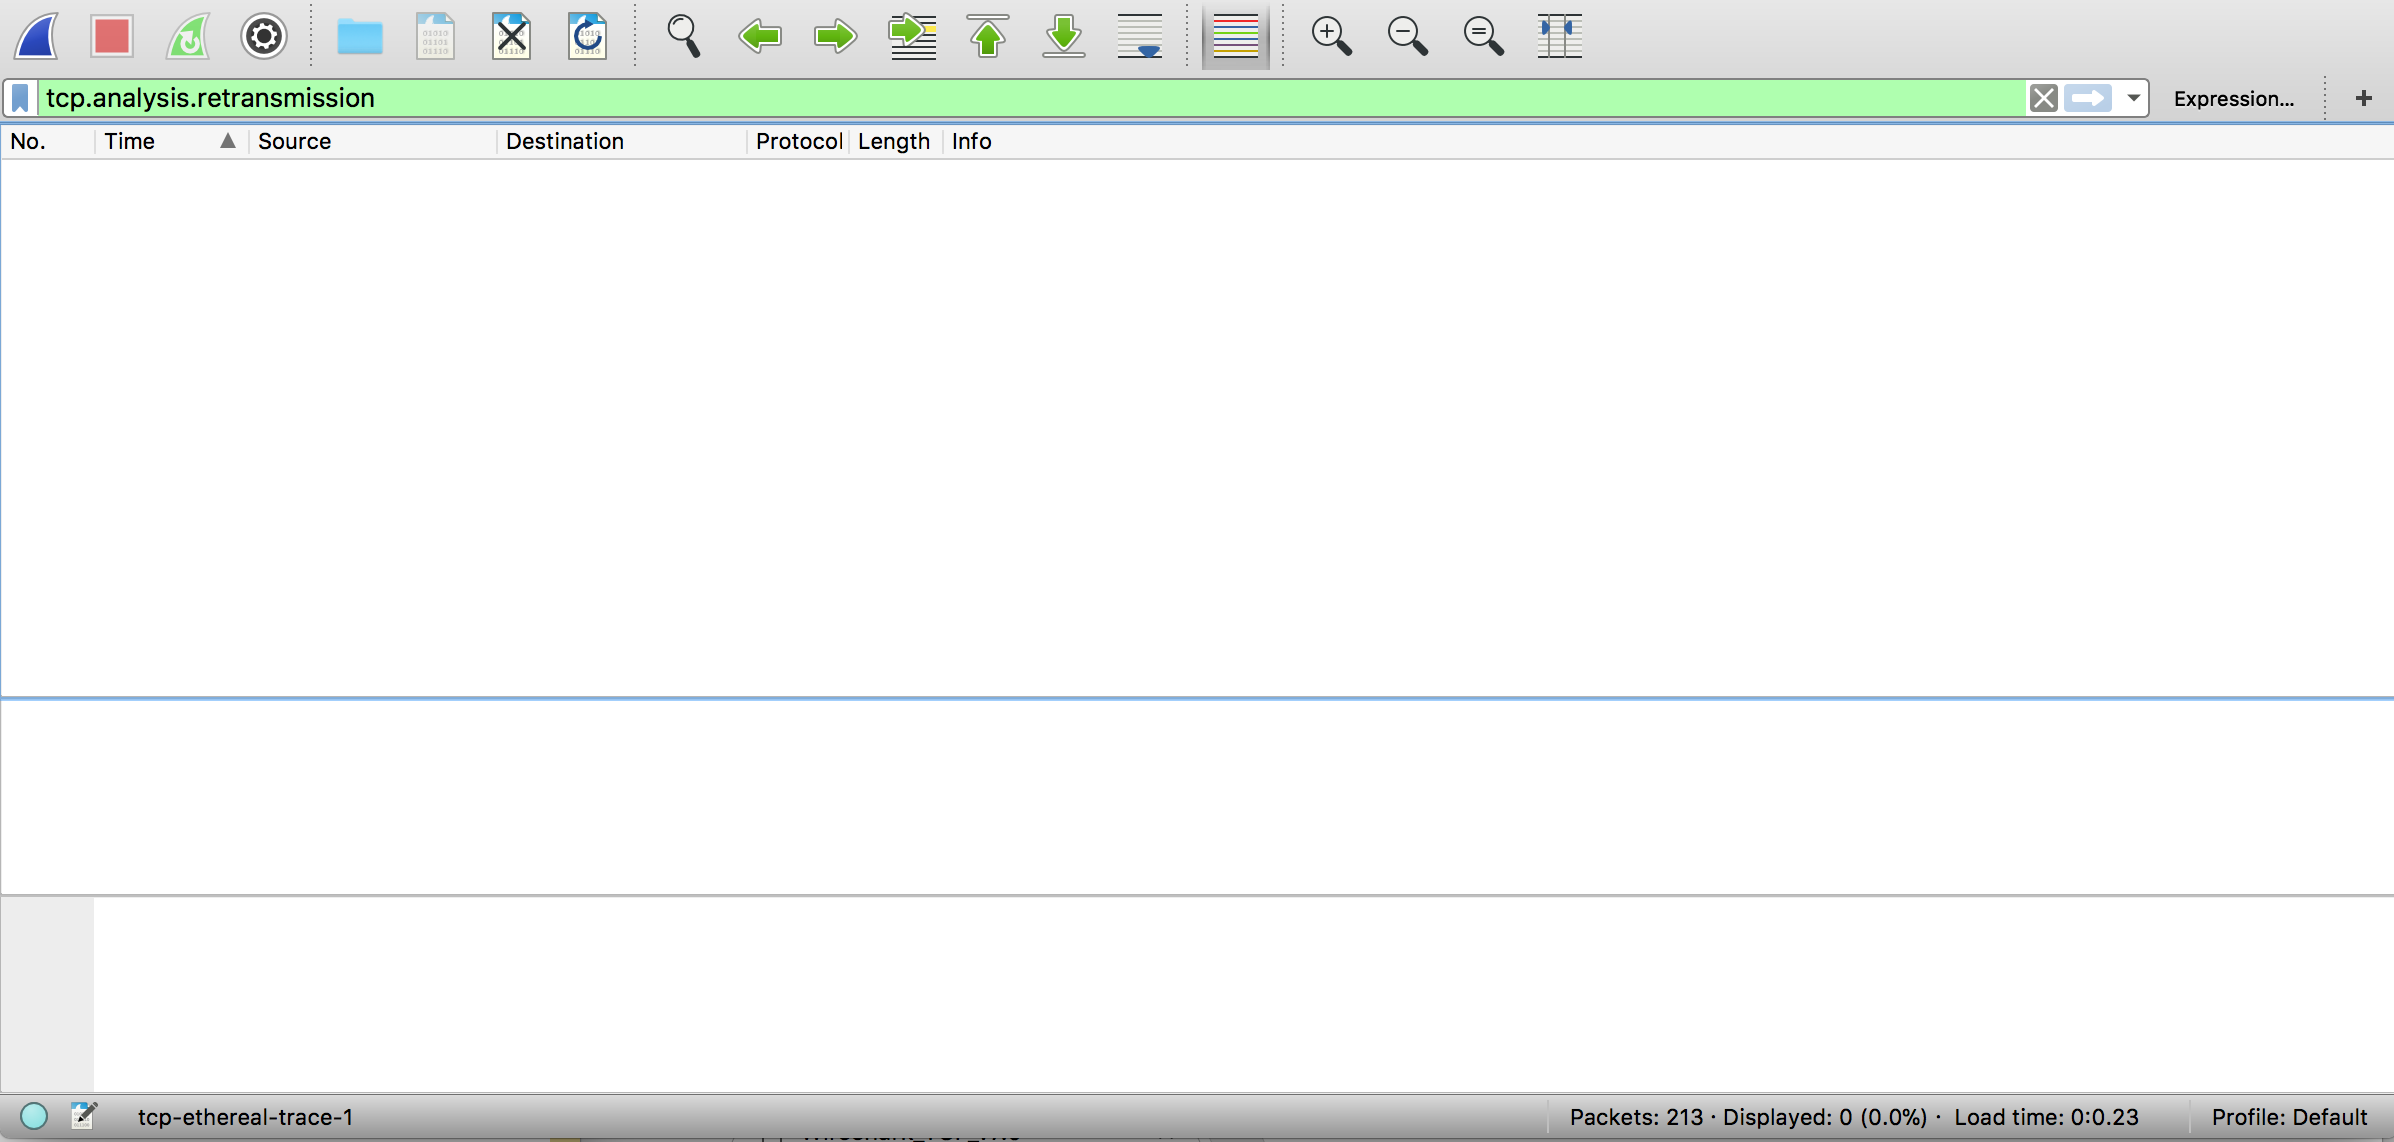 tcp.analysis.retransmission
Expression...
+
No. Time Source Destination Protocol Length Info
tcp-ethereal-trace-1
Packets: 213 · Displayed: 0 (0.0%) · Load time: 0:0.23
Profile: Default